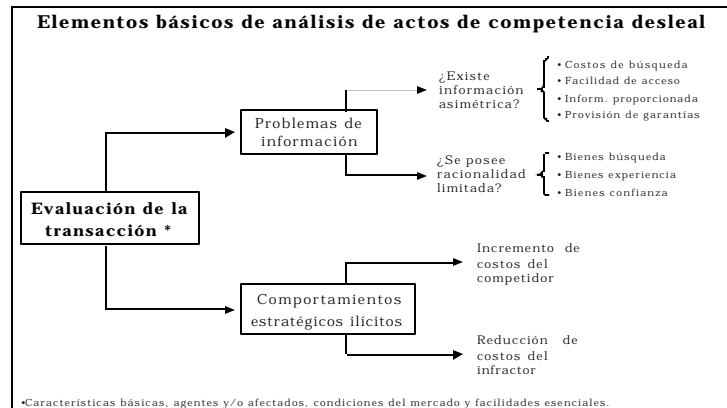 Elementos básicos de análisis de actos de competencia desleal
¿Existe
información
asimétrica?
• Costos de búsqueda
• Facilidad de acceso
• Inform. proporcionada
• Provisión de garantías
Problemas de
información
¿Se posee
racionalidad
limitada?
• Bienes búsqueda
• Bienes experiencia
• Bienes confianza
Evaluación de la
transacción *
Incremento de
costos del
competidor
Comportamientos
estratégicos ilícitos
Reducción de
costos del
infractor
•Características básicas, agentes y/o afectados, condiciones del mercado y facilidades esenciales.